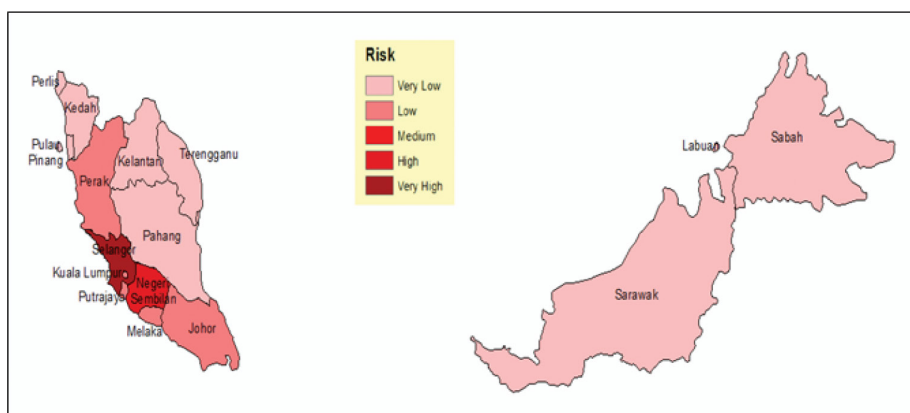 Risk
Very Low
Low
Medium
High
Very High
Perlis
Kedah
Pulau
Pinang
Perak
Kelantan
Terengganu
Pahang
Selangor
Kuala Lumpur
Putrajaya
Negeri
Sembilan
Melaka
Johor
Labuan
Sabah
Sarawak